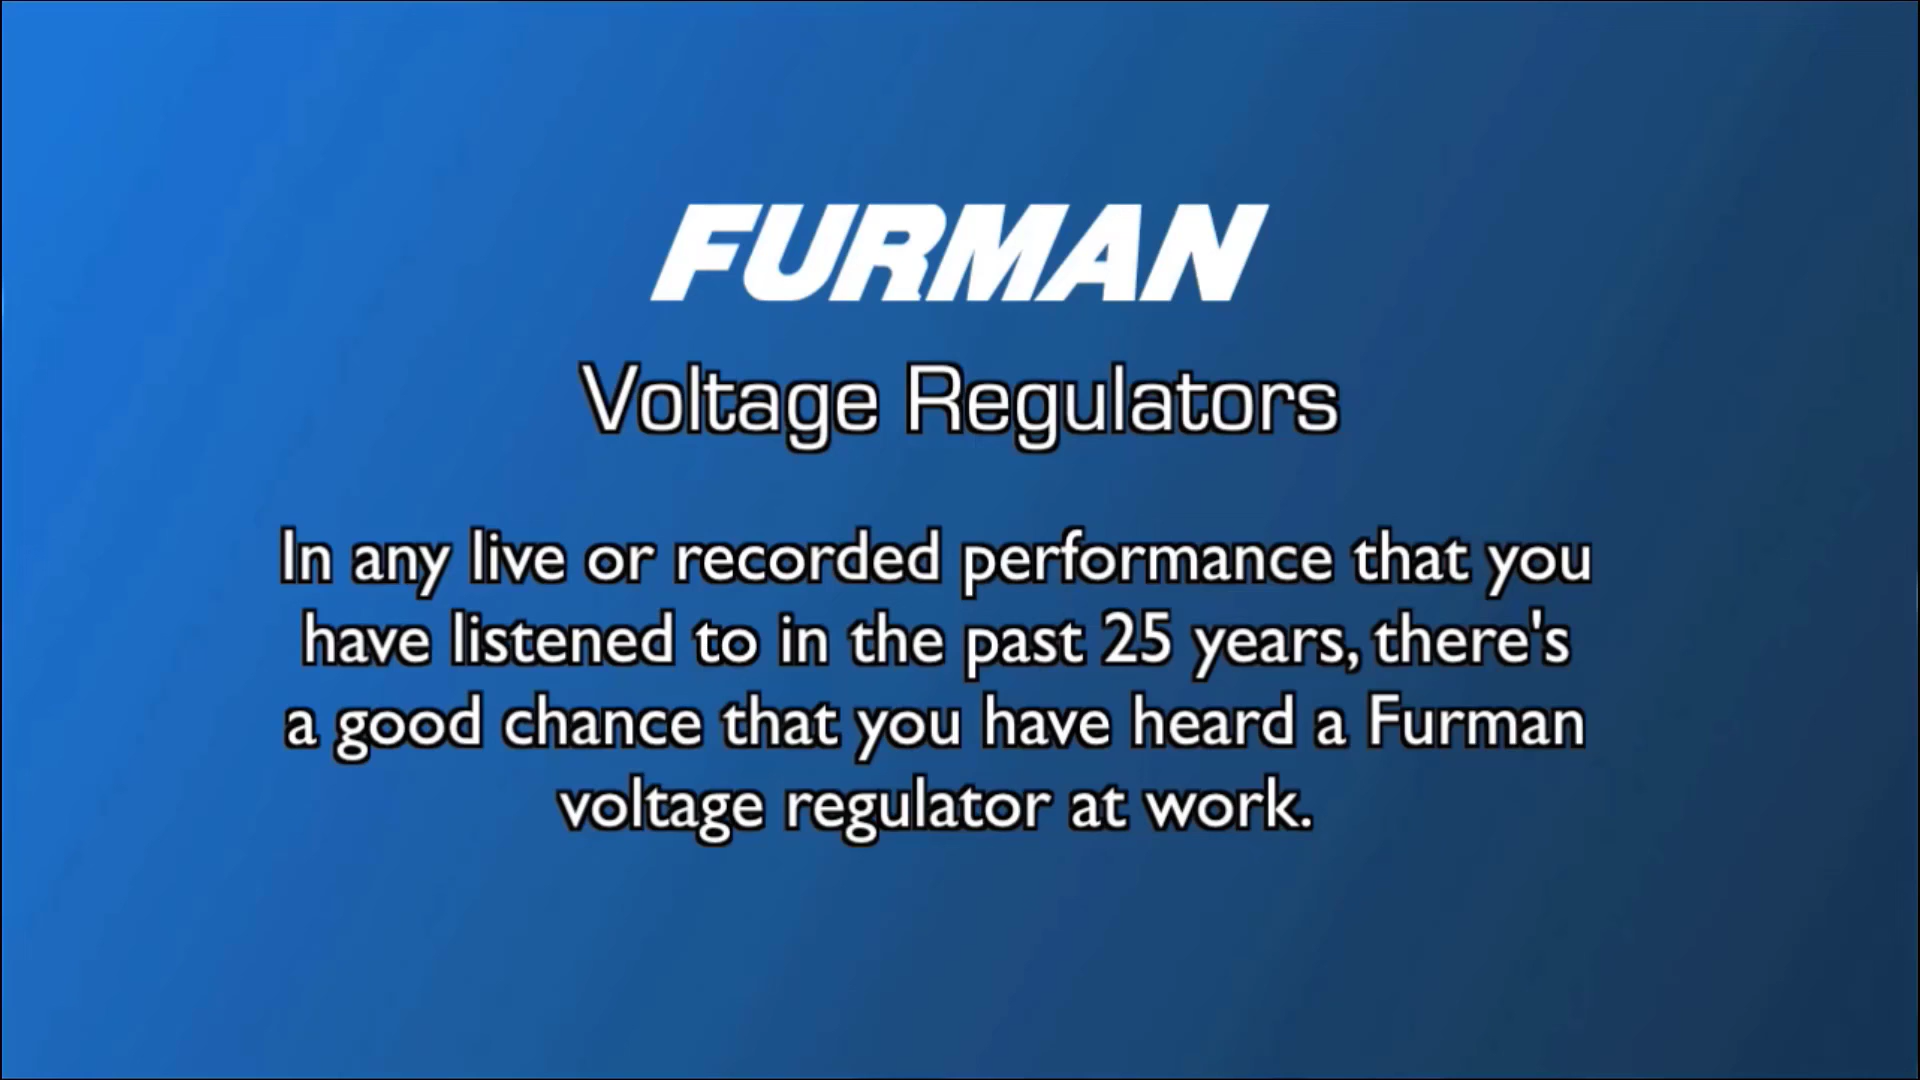 FURMAN
Voltage Regulators
In any live or recorded performance that you
have listened to in the past 25 years, there's
a good chance that you have heard a Furman
voltage regulator at work.